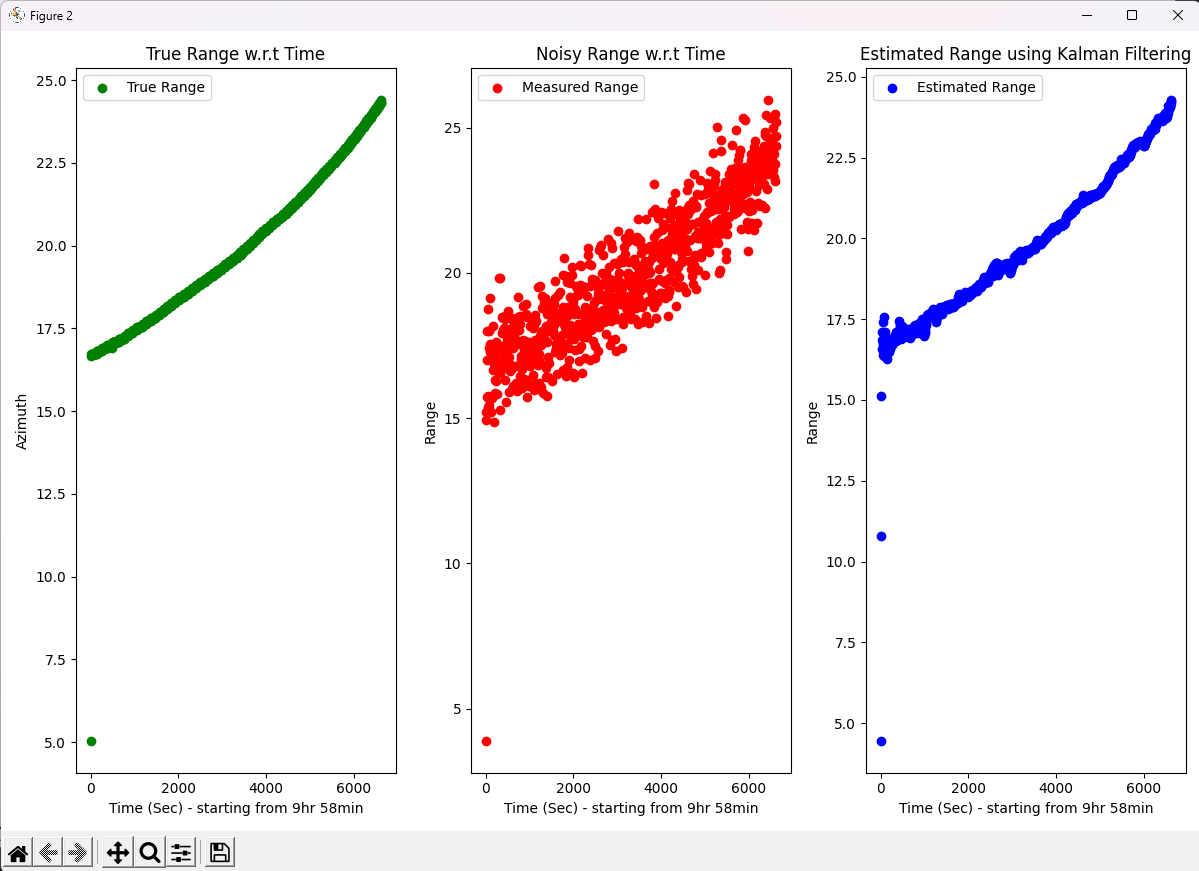 Figure 2
True Range w.r.t Time
True Range
25.0
22.5
20.0
17.5
15.0
12.5
10.0
7.5
5.0
Azimuth
0 2000 4000 6000
Time (Sec) - starting from 9hr 58min
Noisy Range w.r.t Time
Measured Range
25
20
15
10
5
Range
0 2000 4000 6000
Time (Sec) - starting from 9hr 58min
Estimated Range using Kalman Filtering
Estimated Range
25.0
22.5
20.0
17.5
15.0
12.5
10.0
7.5
5.0
Range
0 2000 4000 6000
Time (Sec) - starting from 9hr 58min